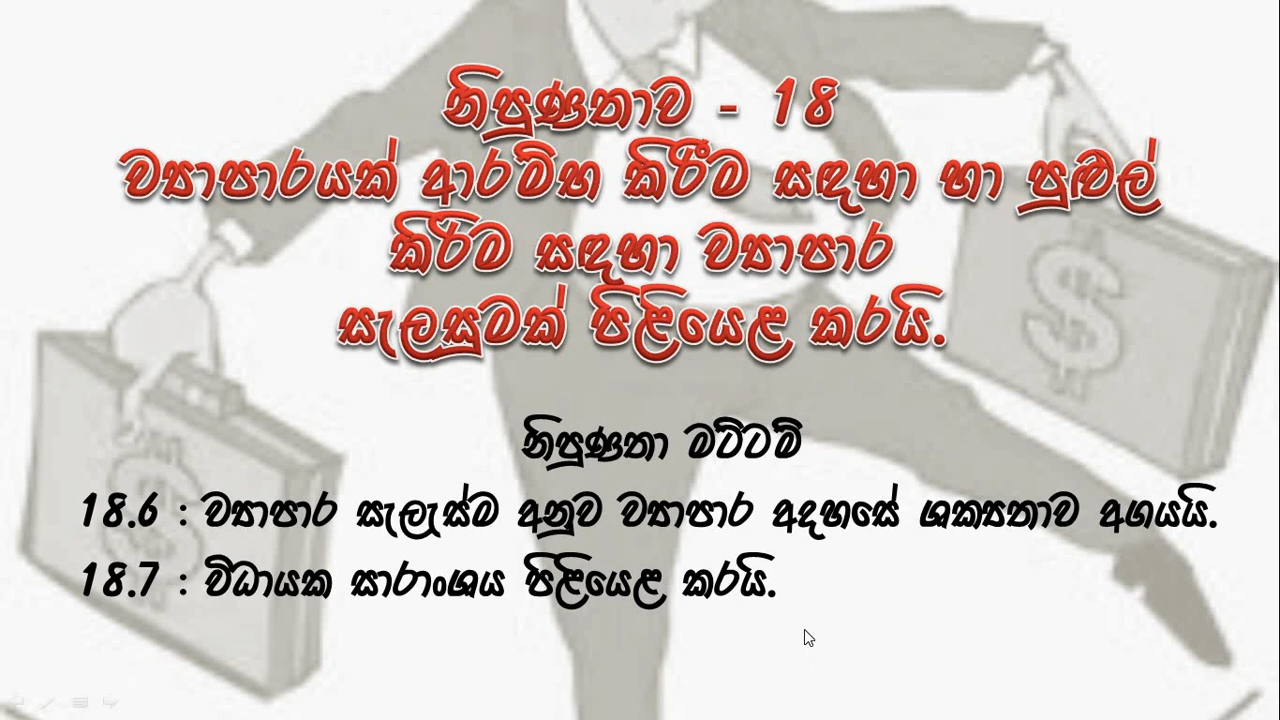 නිපුණතාව - 18
ව්‍යාපාරයක් ආරම්භ කිරීම සඳහා හා පුළුල්
කිරිම සඳහා ව්‍යාපාර
සැලසුමක් පිළියෙළ කරයි.
නිපුණතා මට්ටම්
18.6 : ව්‍යාපාර සැලැස්ම අනුව ව්‍යාපාර අදහසේ ශක්‍යතාව අගයයි.
18.7 : විධායක සාරාංශය පිළියෙළ කරයි.
$
$